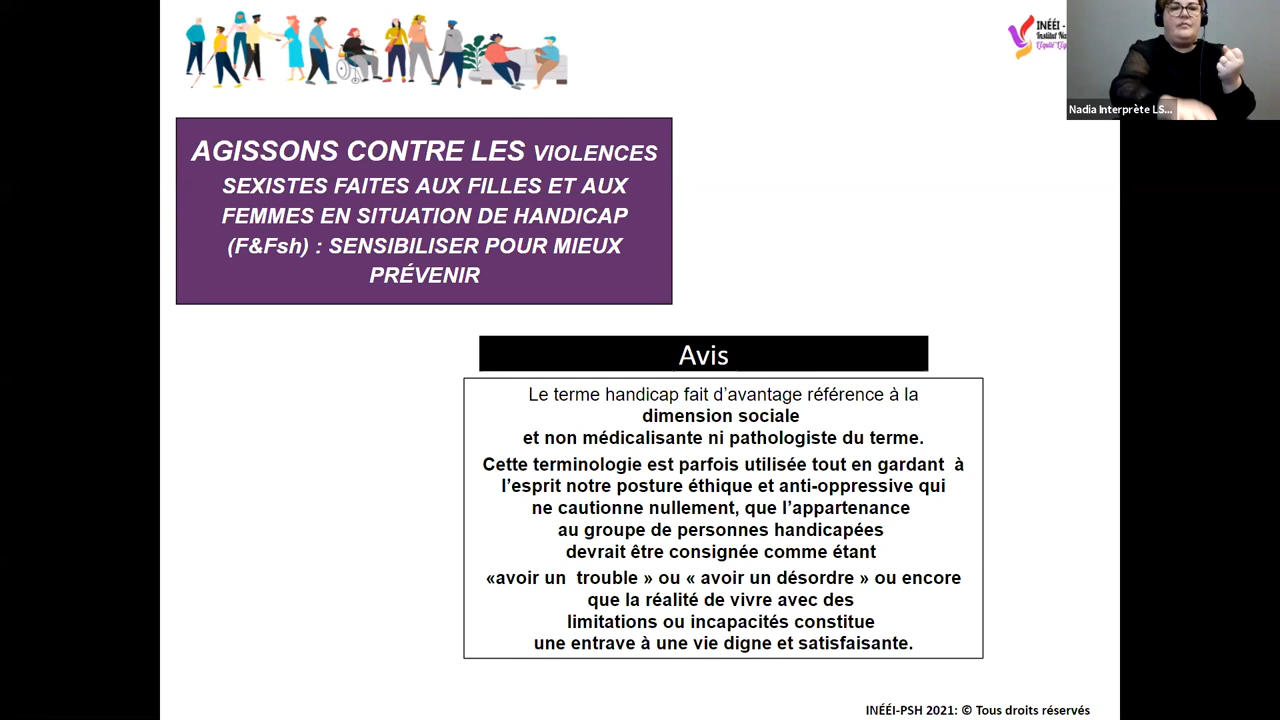 INÉÉI -
Institut Na
Nadia Interprète LS...
AGISSONS CONTRE LES VIOLENCES
SEXISTES FAITES AUX FILLES ET AUX
FEMMES EN SITUATION DE HANDICAP
(F&Fsh) : SENSIBILISER POUR MIEUX
PRÉVENIR
Avis
Le terme handicap fait d’avantage référence à la
dimension sociale
et non médicalisante ni pathologiste du terme.
Cette terminologie est parfois utilisée tout en gardant à
l’esprit notre posture éthique et anti-oppressive qui
ne cautionne nullement, que l’appartenance
au groupe de personnes handicapées
devrait être consignée comme étant
«avoir un trouble » ou « avoir un désordre » ou encore
que la réalité de vivre avec des
limitations ou incapacités constitue
une entrave à une vie digne et satisfaisante.
INÉÉI-PSH 2021: © Tous droits réservés